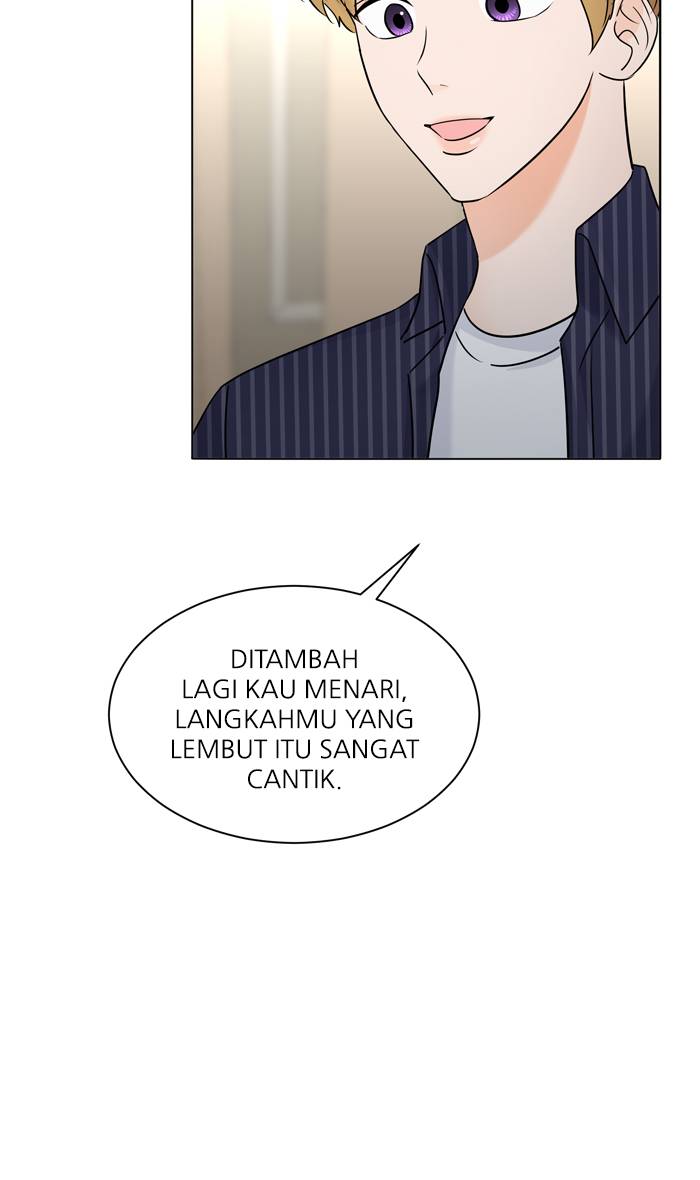 DITAMBAH
LAGI KAU MENARI,
LANGKAHMU YANG
LEMBUT ITU SANGAT
CANTIK.